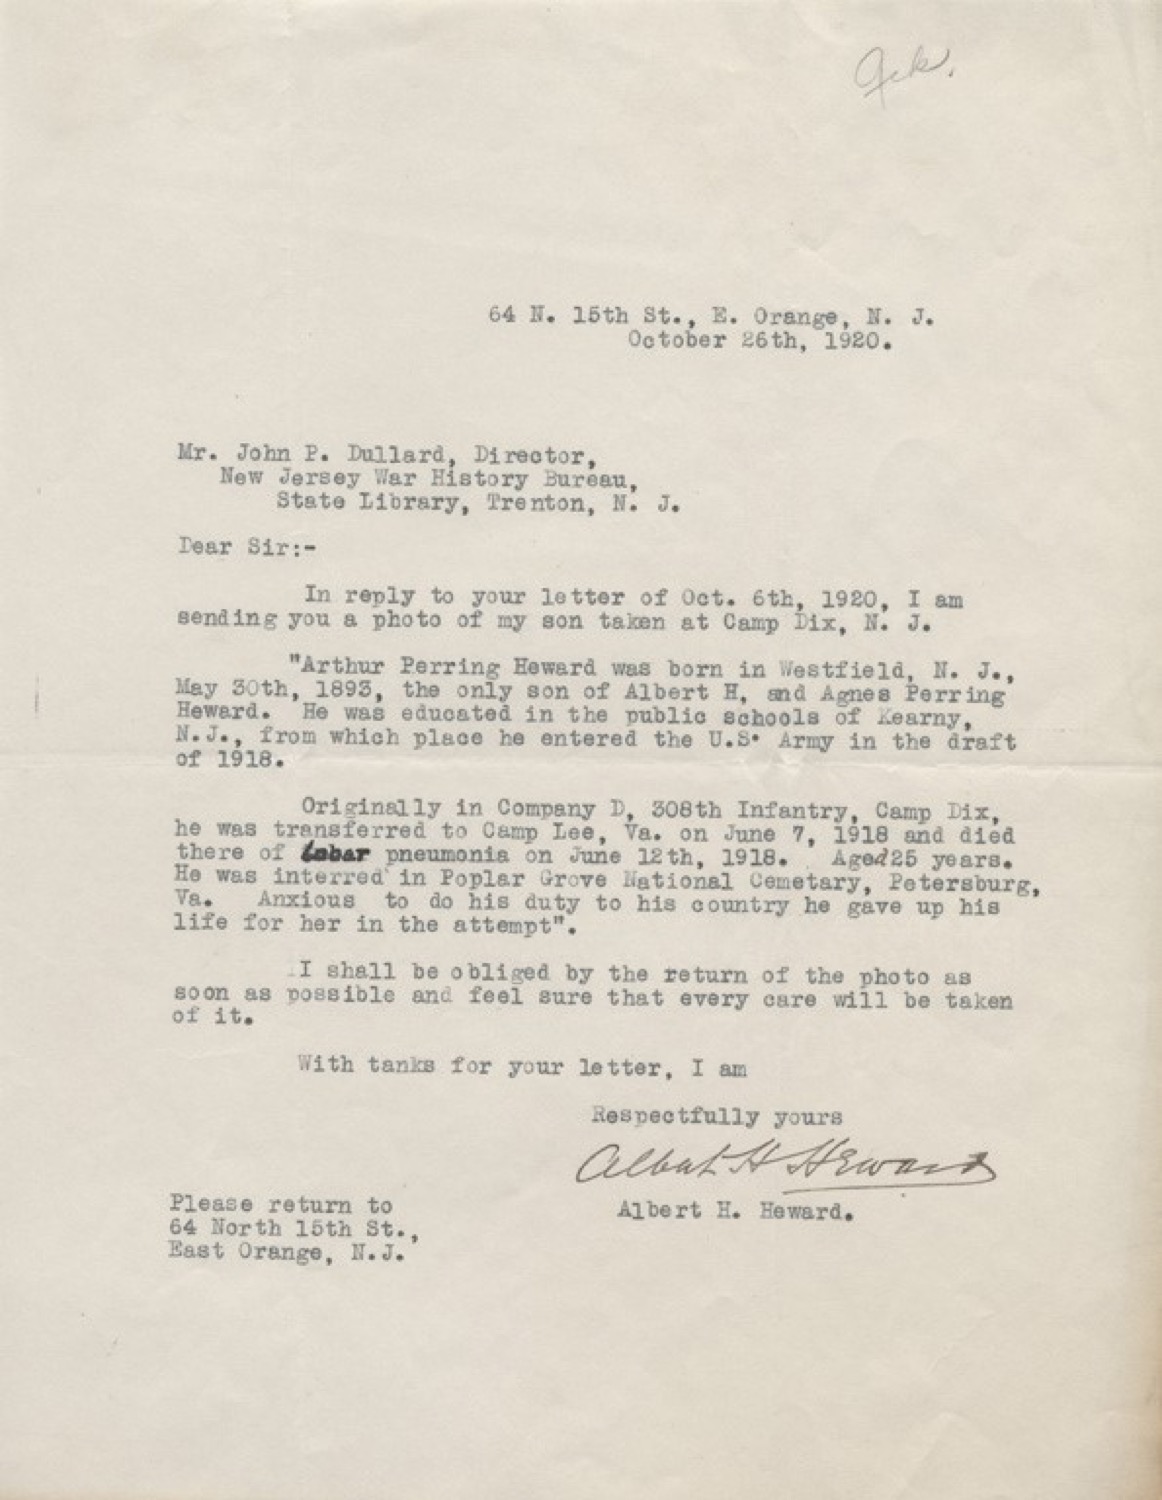 Ack.
64 N. 15th St., E. Orange, N. J.
October 26th, 1920.
Mr. John P. Dullard, Director,
New Jersey War History Bureau,
State Library, Trenton, N. J.
Dear Sir:-
In reply to your letter of Oct. 6th, 1920, I am
sending you a photo of my son taken at Camp Dix, N. J.
"Arthur Perring Heward was born in Westfield, N. J.,
May 30th, 1893, the only son of Albert H, and Agnes Perring
Heward. He was educated in the public schools of Kearny,
N.J., from which place he entered the U.S. Army in the draft
of 1918.
Originally in Company D, 308th Infantry, Camp Dix,
he was transferred to Camp Lee, Va. on June 7, 1918 and died
there of Lobar pneumonia on June 12th, 1918. Aged 25 years.
He was interred in Poplar Grove National Cemetary, Petersburg,
Va. Anxious to do his duty to his country he gave up his
life for her in the attempt".
I shall be obliged by the return of the photo as
soon as possible and feel sure that every care will be taken
of it.
With tanks for your letter, I am
Respectfully yours
Albert H Heward
Albert H. Heward.
Please return to
64 North 15th St.,
East Orange, N.J.